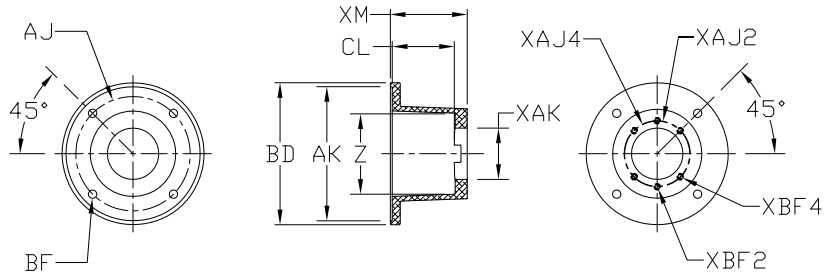 AJ
45°
BF
XM
CL
BD
AK
Z
XAK
XAJ4
XAJ2
45°
XBF4
XBF2